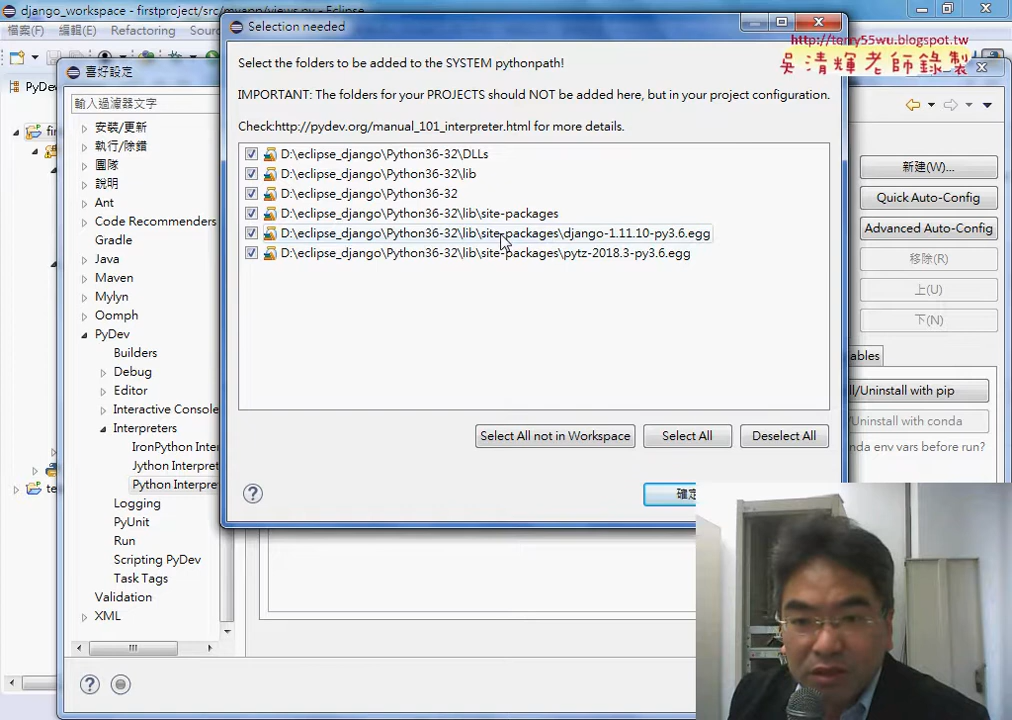 django_workspace - firstproject/src/myapp/views.py - Eclipse
檔案(F) 編輯(E) Refactoring Sourc
PyDev
firs
te
喜好設定
輸入過濾器文字
安裝/更新
執行/除錯
團隊
說明
Ant
Code Recommenders
Gradle
Java
Maven
Mylyn
Oomph
PyDev
Builders
Debug
Editor
Interactive Console
Interpreters
IronPython Inter
Jython Interpret
Python Interpre
Logging
PyUnit
Run
Scripting PyDev
Task Tags
Validation
XML
Selection needed
http://terry55wu.blogspot.tw
吳清輝老師錄製
Select the folders to be added to the SYSTEM pythonpath!
IMPORTANT: The folders for your PROJECTS should NOT be added here, but in your project configuration.
Check:http://pydev.org/manual_101_interpreter.html for more details.
D:\eclipse_django\Python36-32\DLLs
D:\eclipse_django\Python36-32\lib
D:\eclipse_django\Python36-32
D:\eclipse_django\Python36-32\lib\site-packages
D:\eclipse_django\Python36-32\lib\site-packages\django-1.11.10-py3.6.egg
D:\eclipse_django\Python36-32\lib\site-packages\pytz-2018.3-py3.6.egg
Select All not in Workspace
Select All
Deselect All
確定
新建(W)...
Quick Auto-Config
Advanced Auto-Config
移除(R)
上(U)
下(N)
ables
ll/Uninstall with pip
/Uninstall with conda
nda env vars before run?